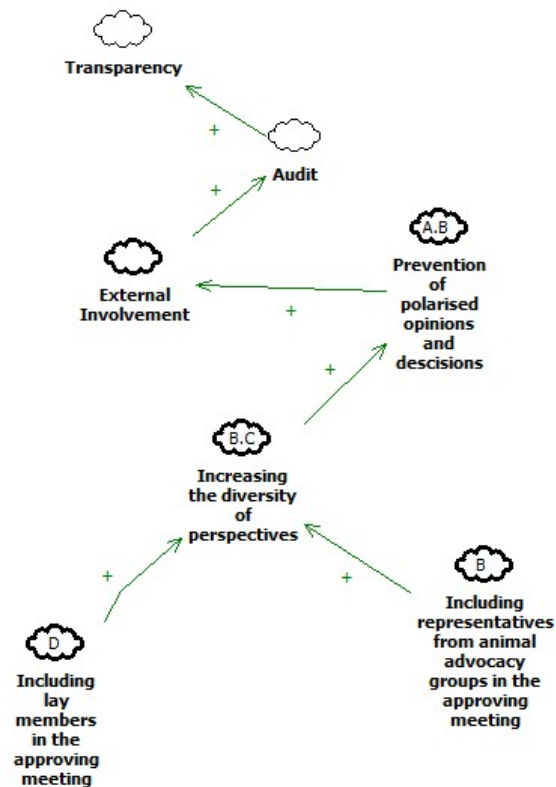 Transparency
+
Audit
+
A.B
Prevention
of
polarised
opinions
and
descisions
External
Involvement
+
+
B.C
Increasing
the diversity
of
perspectives
+
+
B
Including
representatives
from animal
advocacy
groups in the
approving
meeting
D
Including
lay
members
in the
approving
meeting